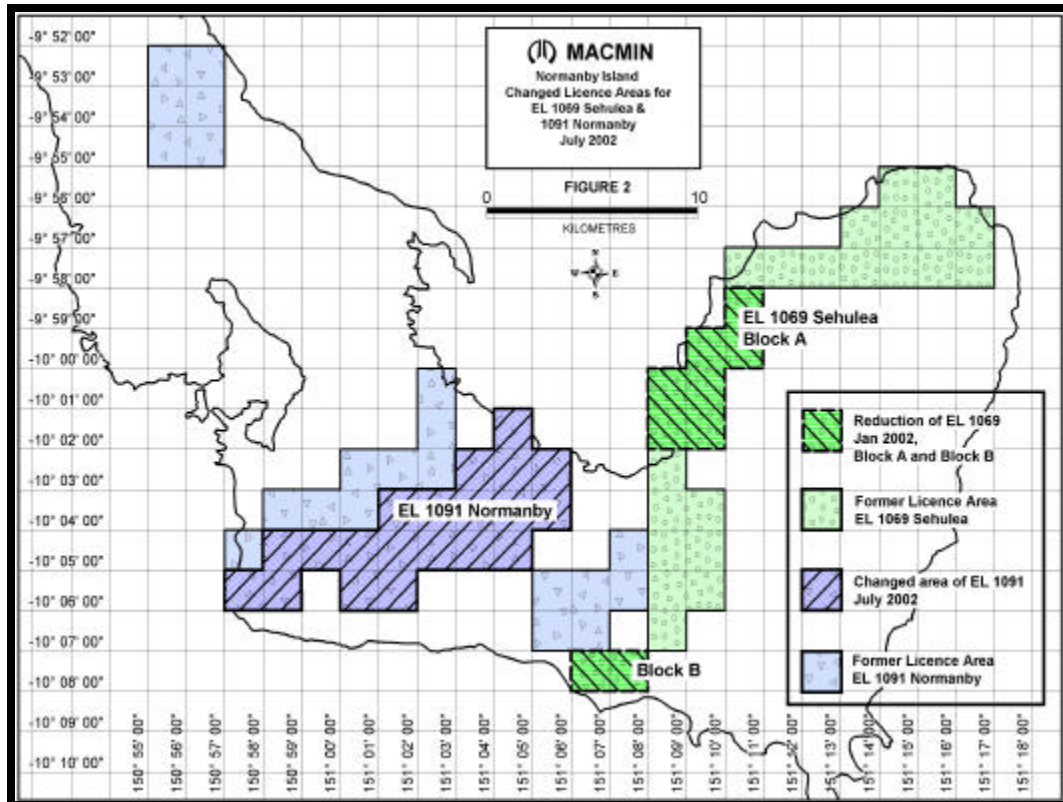 MACMIN
Normanby Island
Changed Licence Areas for
EL 1069 Sehulea &
1091 Normanby
July 2002
FIGURE 2
0 10
KILOMETRES
N
W E
S
-9° 52' 00"
-9° 53' 00"
-9° 54' 00"
-9° 55' 00"
-9° 56' 00"
-9° 57' 00"
-9° 58' 00"
-9° 59' 00"
-10° 00' 00"
-10° 01' 00"
-10° 02' 00"
-10° 03' 00"
-10° 04' 00"
-10° 05' 00"
-10° 06' 00"
-10° 07' 00"
-10° 08' 00"
-10° 09' 00"
-10° 10' 00"
EL 1069 Sehulea
Block A
EL 1091 Normanby
Block B
Reduction of EL 1069
Jan 2002,
Block A and Block B
Former Licence Area
EL 1069 Sehulea
Changed area of EL 1091
July 2002
Former Licence Area
EL 1091 Normanby
150° 55' 00"
150° 56' 00"
150° 57' 00"
150° 58' 00"
150° 59' 00"
151° 00' 00"
151° 01' 00"
151° 02' 00"
151° 03' 00"
151° 04' 00"
151° 05' 00"
151° 06' 00"
151° 07' 00"
151° 08' 00"
151° 09' 00"
151° 10' 00"
151° 11' 00"
151° 12' 00"
151° 13' 00"
151° 14' 00"
151° 15' 00"
151° 16' 00"
151° 17' 00"
151° 18' 00"